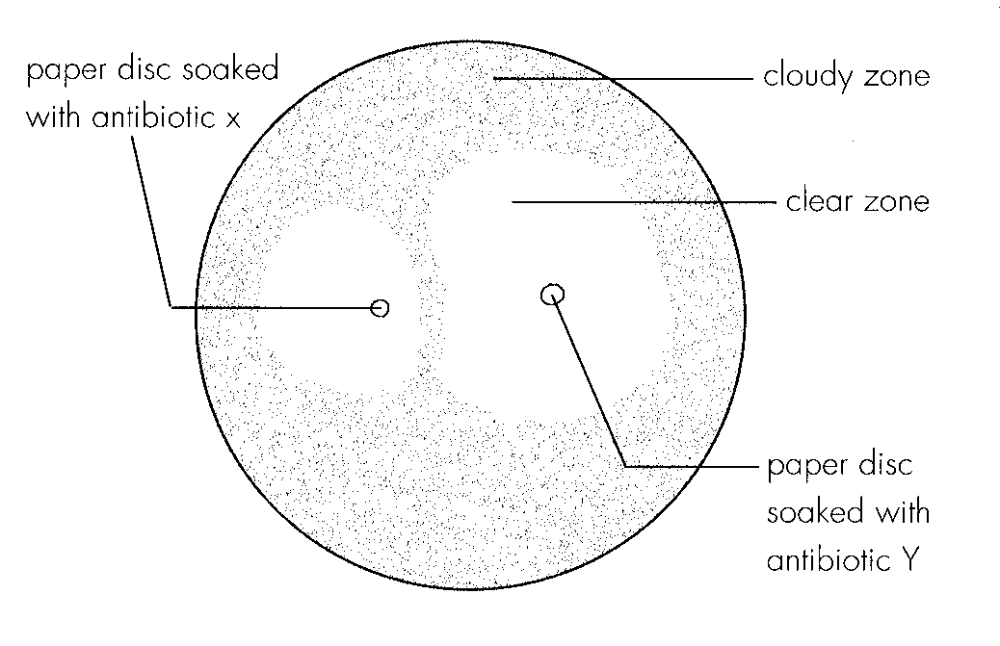 paper disc soaked
with antibiotic x
cloudy zone
clear zone
paper disc
soaked with
antibiotic Y